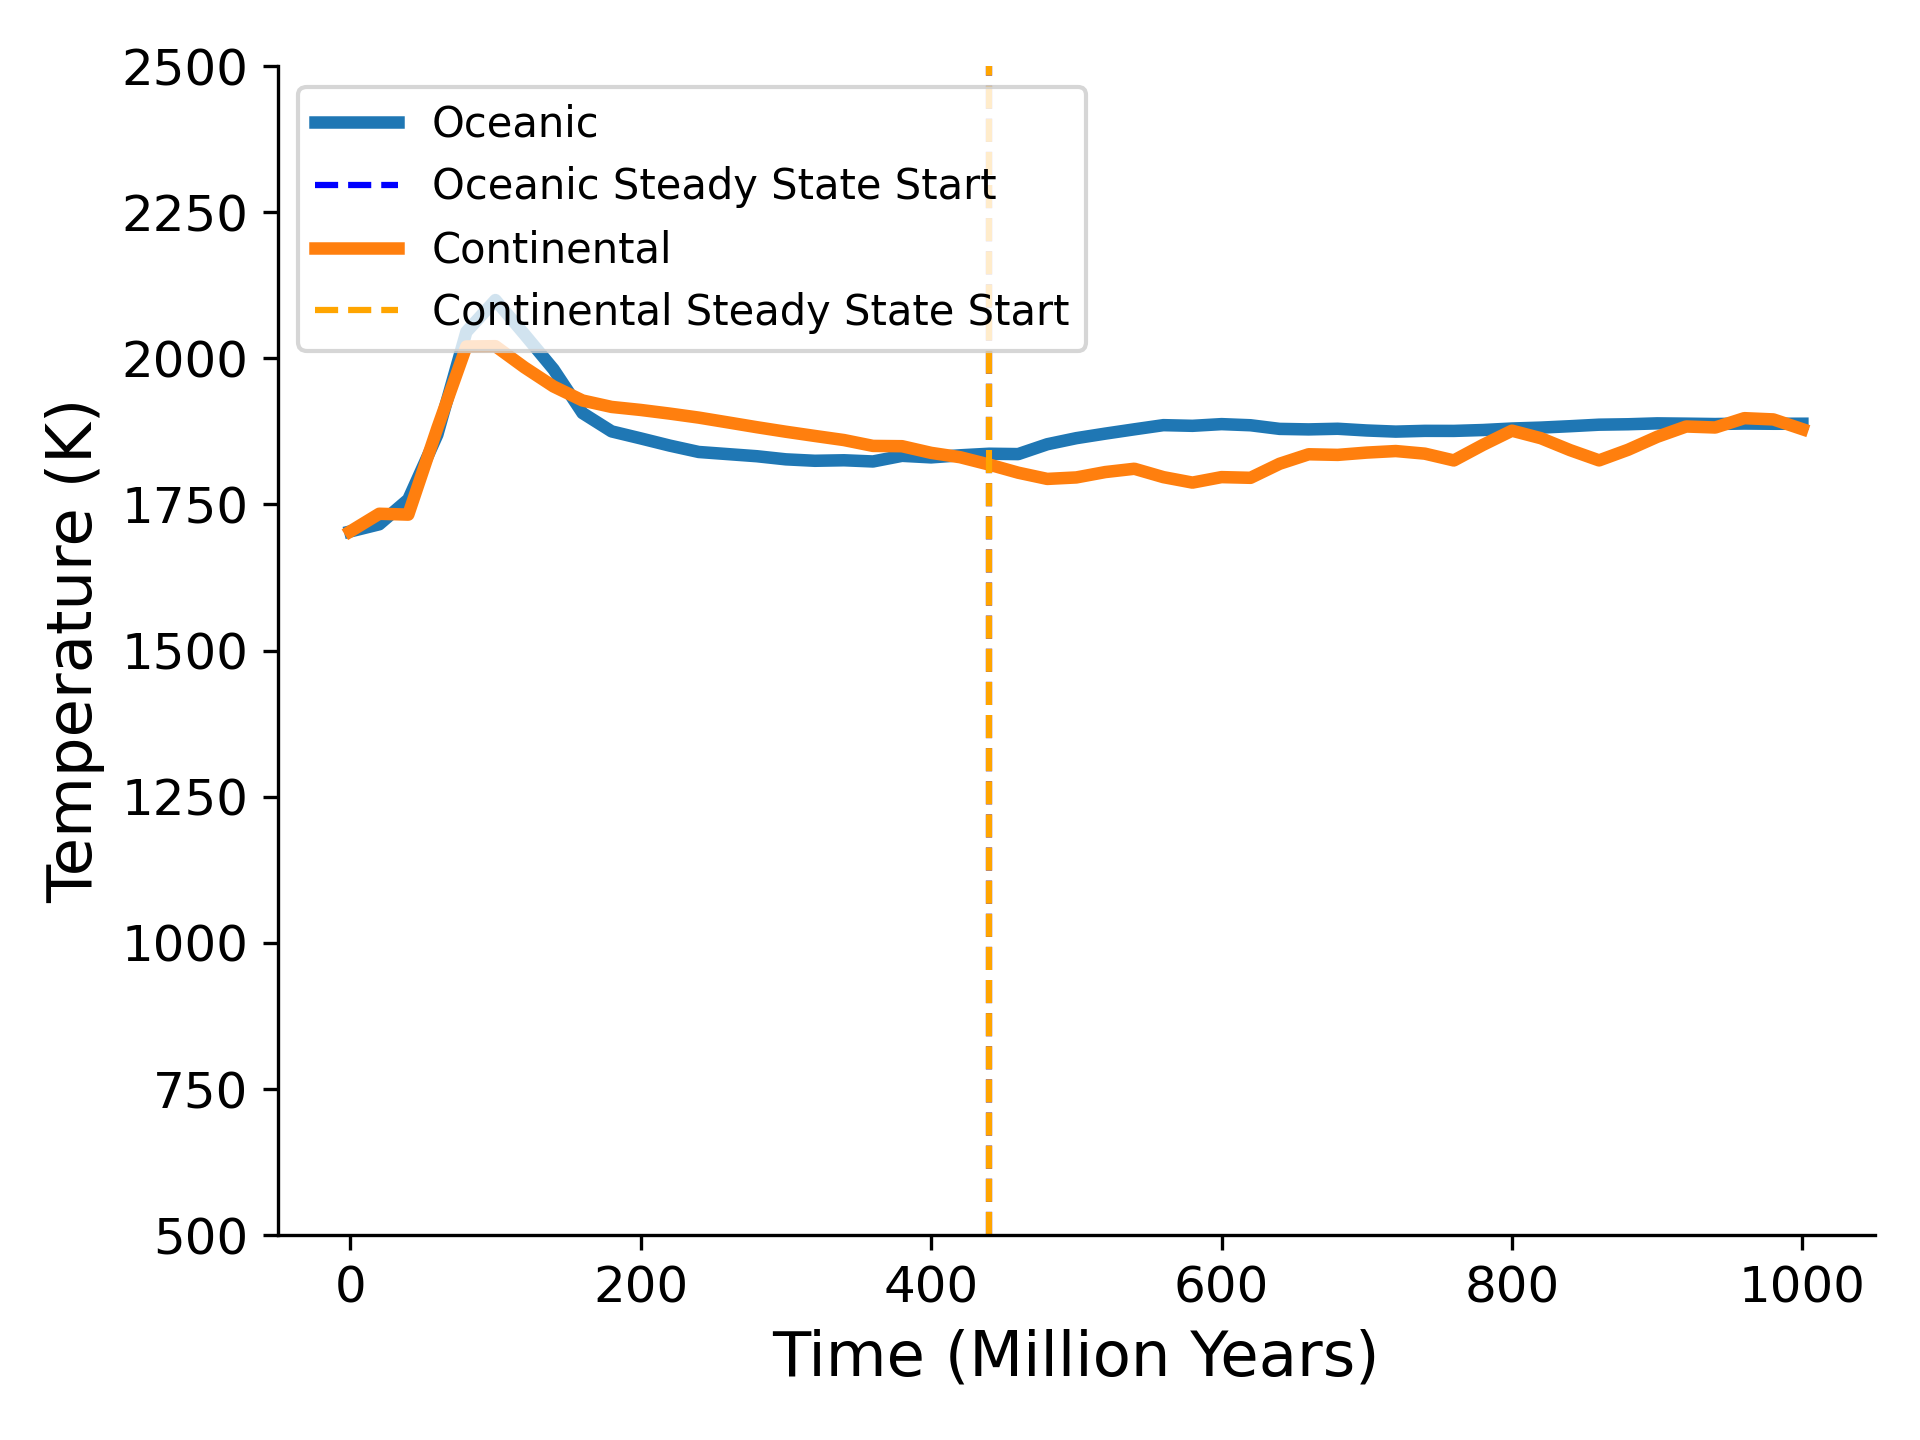 2500
2250
2000
1750
1500
1250
1000
750
500
Temperature (K)
Oceanic
Oceanic Steady State Start
Continental
Continental Steady State Start
0 200 400 600 800 1000
Time (Million Years)